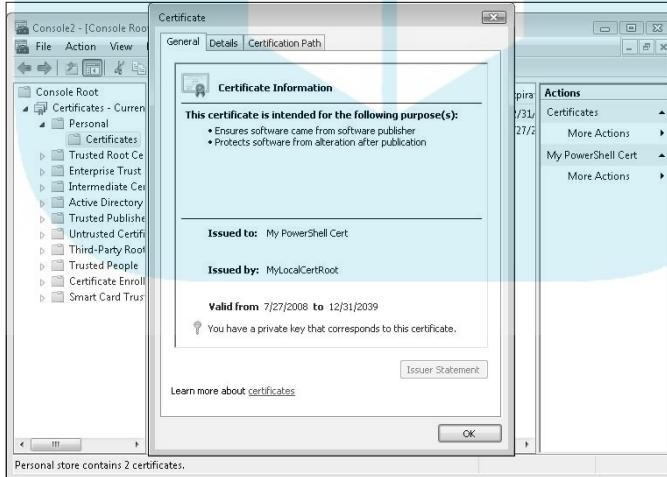 Certificate
Console2 - [Console Roo
File Action View
General Details Certification Path
Console Root
Certificates - Curren
Personal
Certificates
Trusted Root Ce
Enterprise Trust
Intermediate Cer
Active Directory
Trusted Publishe
Untrusted Certifi
Third-Party Root
Trusted People
Certificate Enroll
Smart Card Trus
Certificate Information
This certificate is intended for the following purpose(s):
• Ensures software came from software publisher
• Protects software from alteration after publication
Issued to: My PowerShell Cert
Issued by: MyLocalCertRoot
Valid from 7/27/2008 to 12/31/2039
You have a private key that corresponds to this certificate.
Issuer Statement
Learn more about certificates
OK
pira
/31/
27/2
Actions
Certificates
More Actions
My PowerShell Cert
More Actions
Personal store contains 2 certificates.